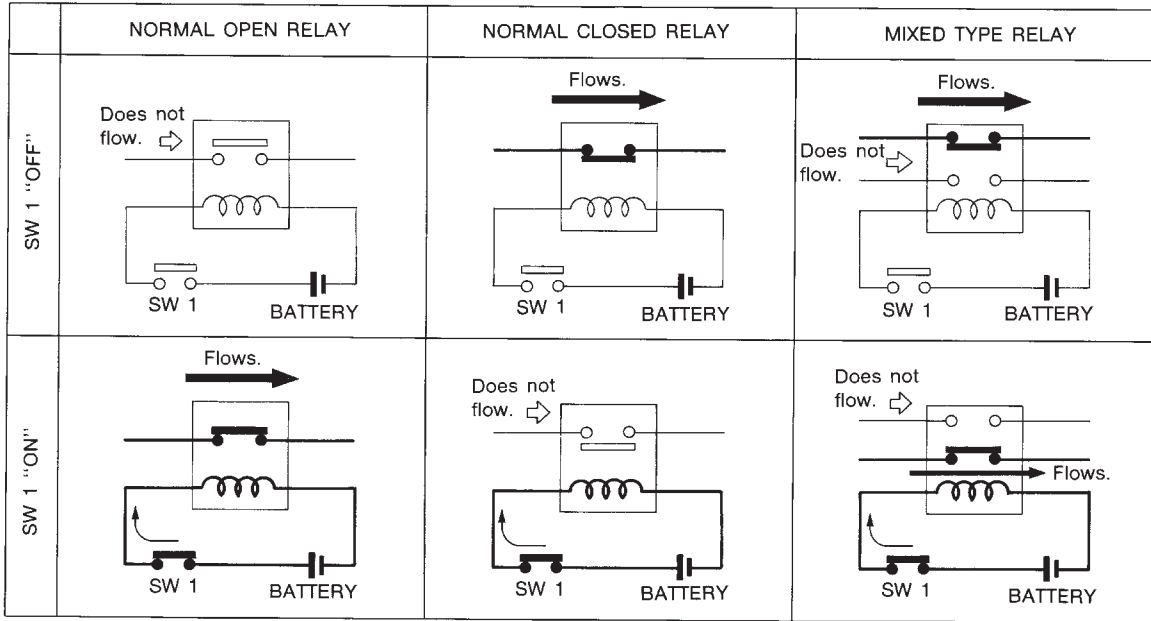 NORMAL OPEN RELAY
NORMAL CLOSED RELAY
MIXED TYPE RELAY
SW 1 "OFF"
Does not
flow.
SW 1
BATTERY
Flows.
SW 1
BATTERY
Flows.
Does not
flow.
SW 1
BATTERY
SW 1 "ON"
Flows.
SW 1
BATTERY
Does not
flow.
SW 1
BATTERY
Does not
flow.
Flows.
SW 1
BATTERY